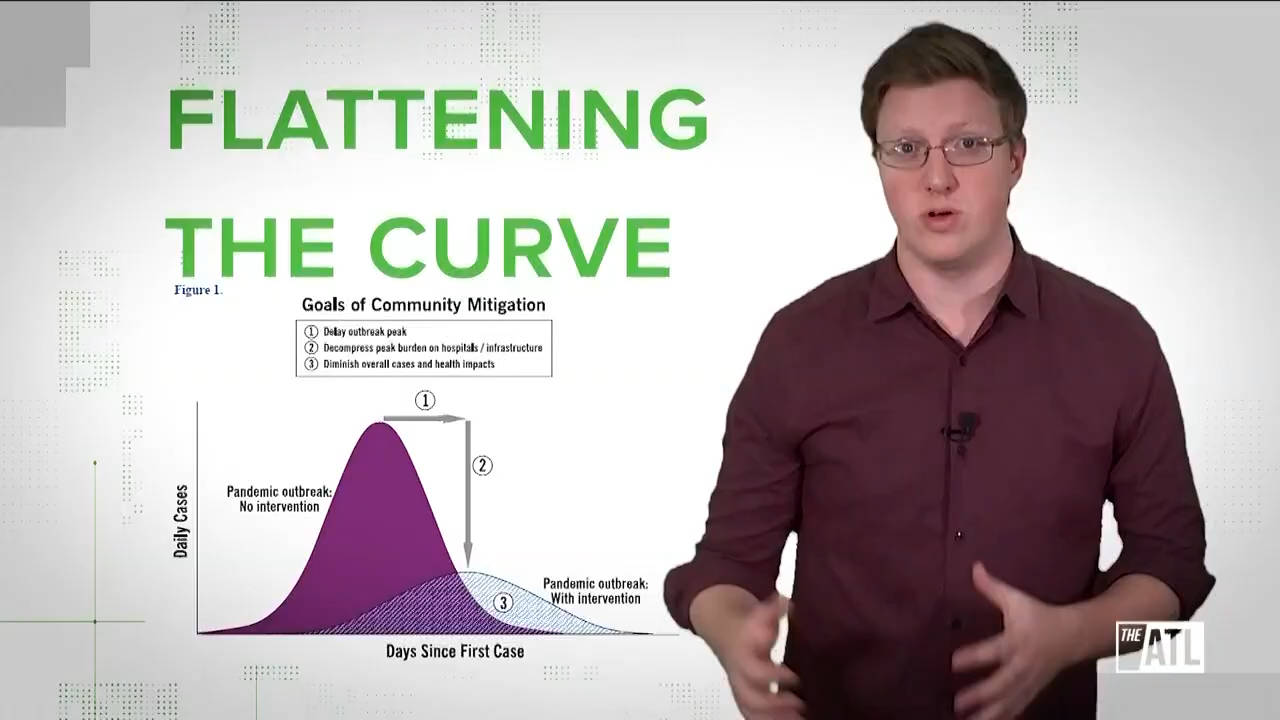 FLATTENING
THE CURVE
Figure 1.
Goals of Community Mitigation
① Delay outbreak peak
② Decompress peak burden on hospitals / infrastructure
③ Diminish overall cases and health impacts
①
②
Pandemic outbreak:
No intervention
Daily Cases
Pandemic outbreak:
With intervention
③
Days Since First Case
THE ATL